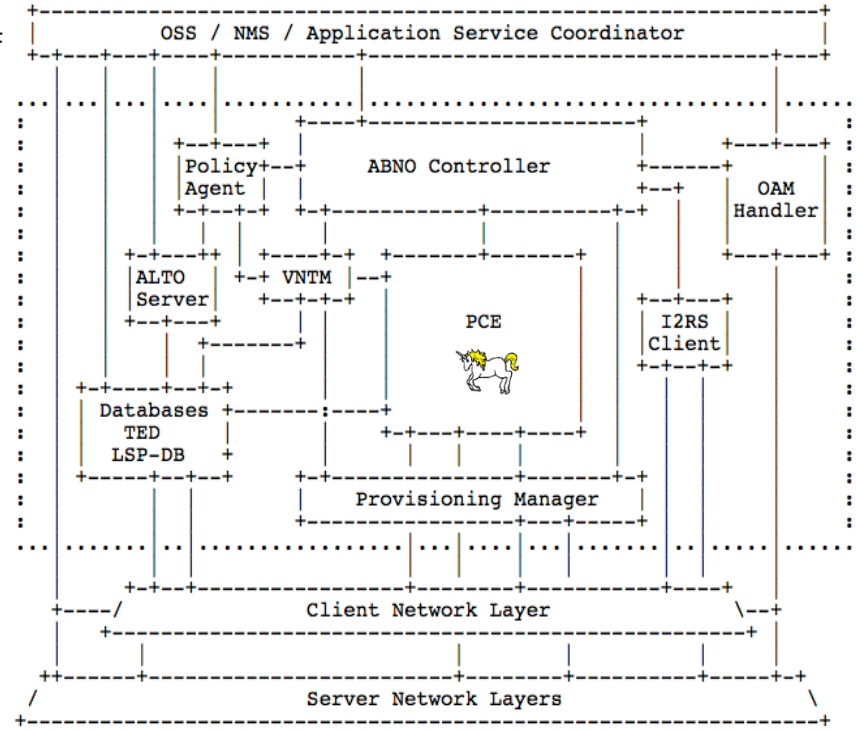 OSS / NMS / Application Service Coordinator
Policy
Agent
ABNO Controller
OAM
Handler
ALTO
Server
VNTM
PCE
I2RS
Client
Databases
TED
LSP-DB
Provisioning Manager
Client Network Layer
Server Network Layers